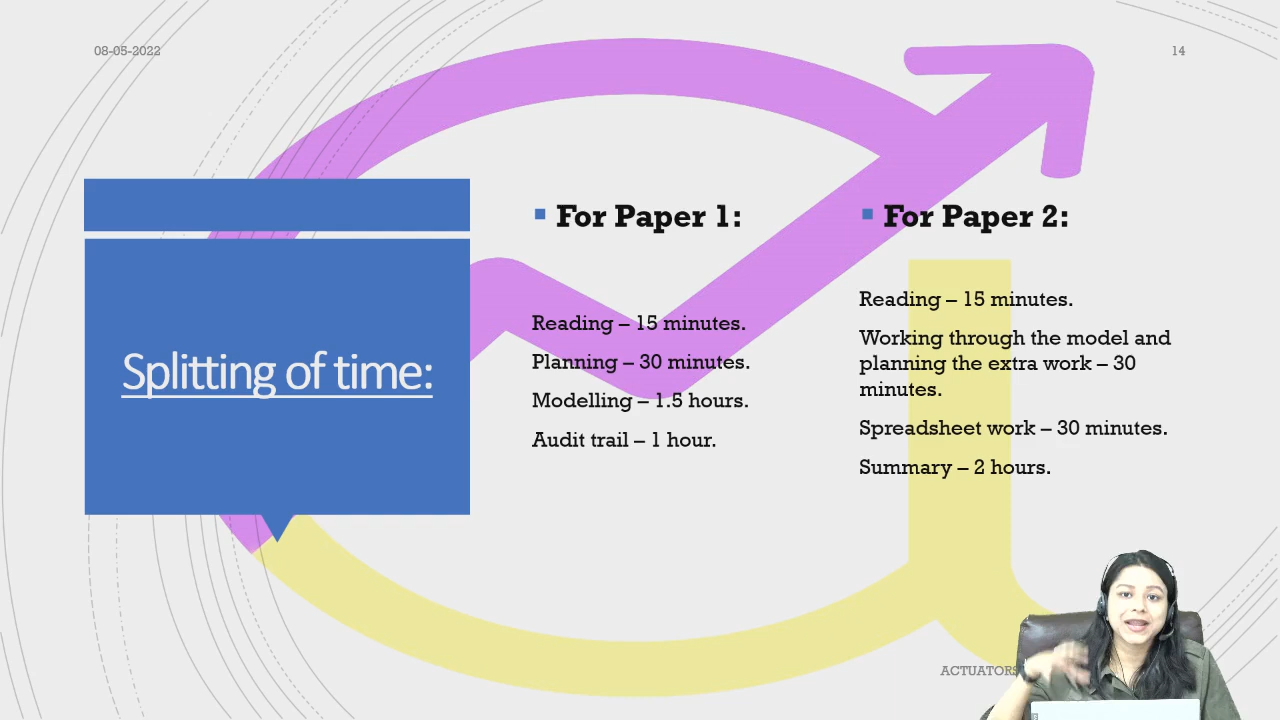 08-05-2022
14
Splitting of time:
For Paper 1:
Reading – 15 minutes.
Planning – 30 minutes.
Modelling – 1.5 hours.
Audit trail – 1 hour.
For Paper 2:
Reading – 15 minutes.
Working through the model and
planning the extra work – 30
minutes.
Spreadsheet work – 30 minutes.
Summary – 2 hours.
ACTUATORS